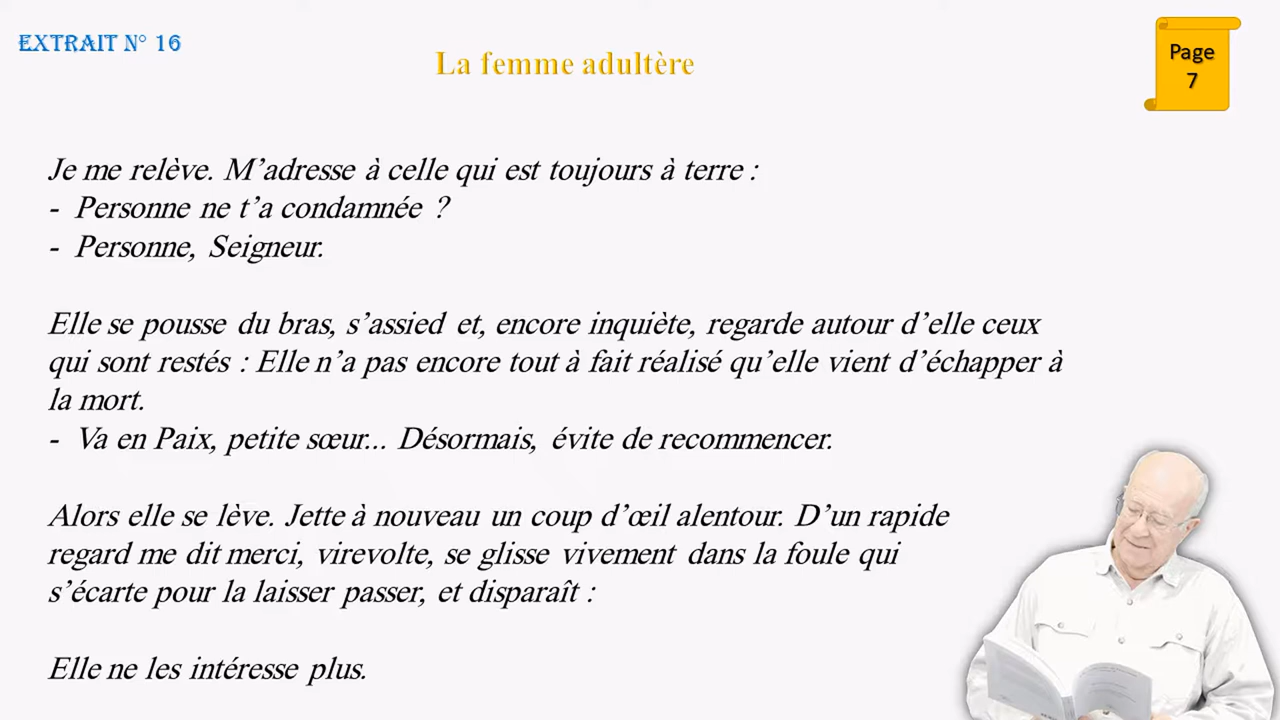 EXTRAIT N° 16
La femme adultère
Page
7
Je me relève. M’adresse à celle qui est toujours à terre :
- Personne ne t’a condamnée ?
- Personne, Seigneur.
Elle se pousse du bras, s’assied et, encore inquiète, regarde autour d’elle ceux
qui sont restés : Elle n’a pas encore tout à fait réalisé qu’elle vient d’échapper à
la mort.
- Va en Paix, petite sœur... Désormais, évite de recommencer.
Alors elle se lève. Jette à nouveau un coup d’œil alentour. D’un rapide
regard me dit merci, virevolte, se glisse vivement dans la foule qui
s’écarte pour la laisser passer, et disparaît :
Elle ne les intéresse plus.